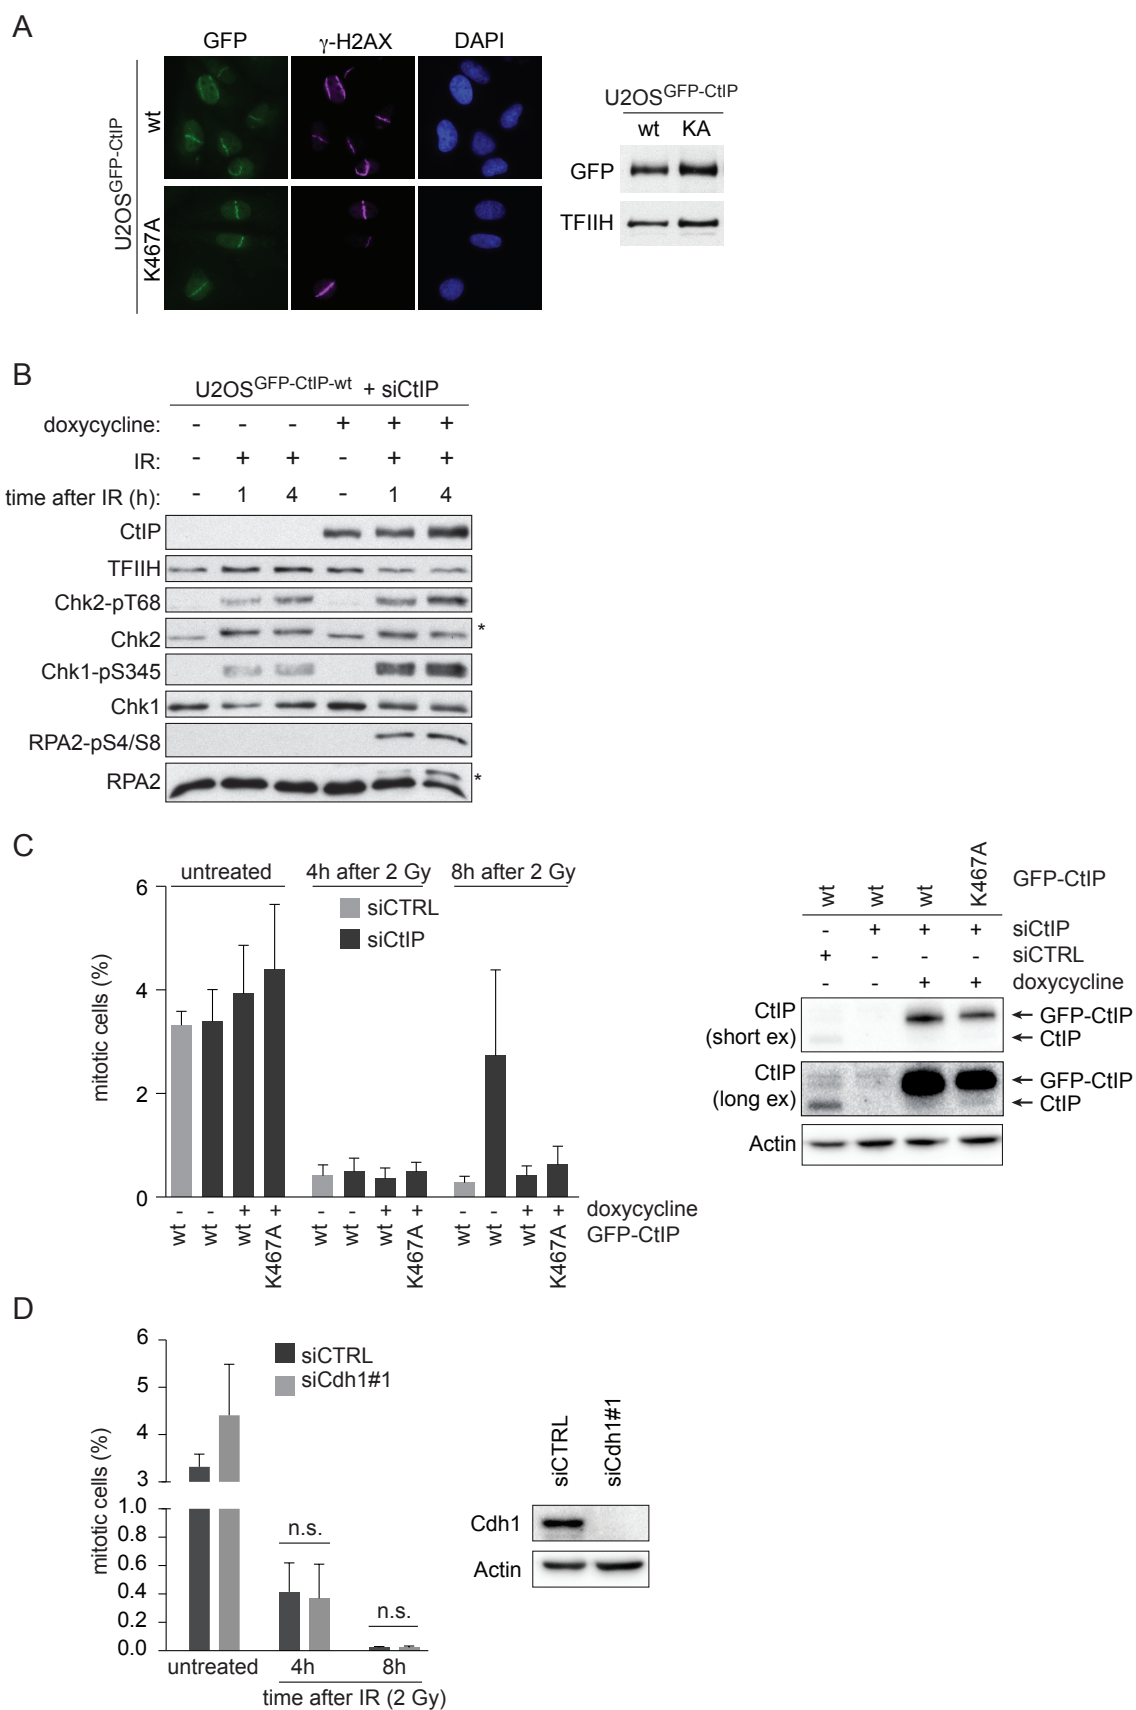 A
GFP γ-H2AX DAPI
U2OS GFP-CtIP
wt
K467A
U2OS GFP-CtIP
wt KA
GFP
TFIIH
B
U2OS GFP-CtIP-wt + siCtIP
doxycycline: - - - + + +
IR: - + + - + +
time after IR (h): - 1 4 - 1 4
CtIP
TFIIH
Chk2-pT68
Chk2 *
Chk1-pS345
Chk1
RPA2-pS4/S8
RPA2 *
C
untreated 4h after 2 Gy 8h after 2 Gy
siCTRL
siCtIP
mitotic cells (%)
6
4
2
0
- - + + - - + + - - + + doxycycline
wt wt wt K467A wt wt wt K467A wt wt wt K467A GFP-CtIP
wt wt wt K467A GFP-CtIP
- + + + siCtIP
+ - - - siCTRL
- - + + doxycycline
CtIP
(short ex)
GFP-CtIP
CtIP
CtIP
(long ex)
GFP-CtIP
CtIP
Actin
D
siCTRL
siCdh1#1
mitotic cells (%)
6
5
4
3
1.0
0.8
0.6
0.4
0.2
0.0
n.s.
n.s.
untreated 4h 8h
time after IR (2 Gy)
siCTRL siCdh1#1
Cdh1
Actin